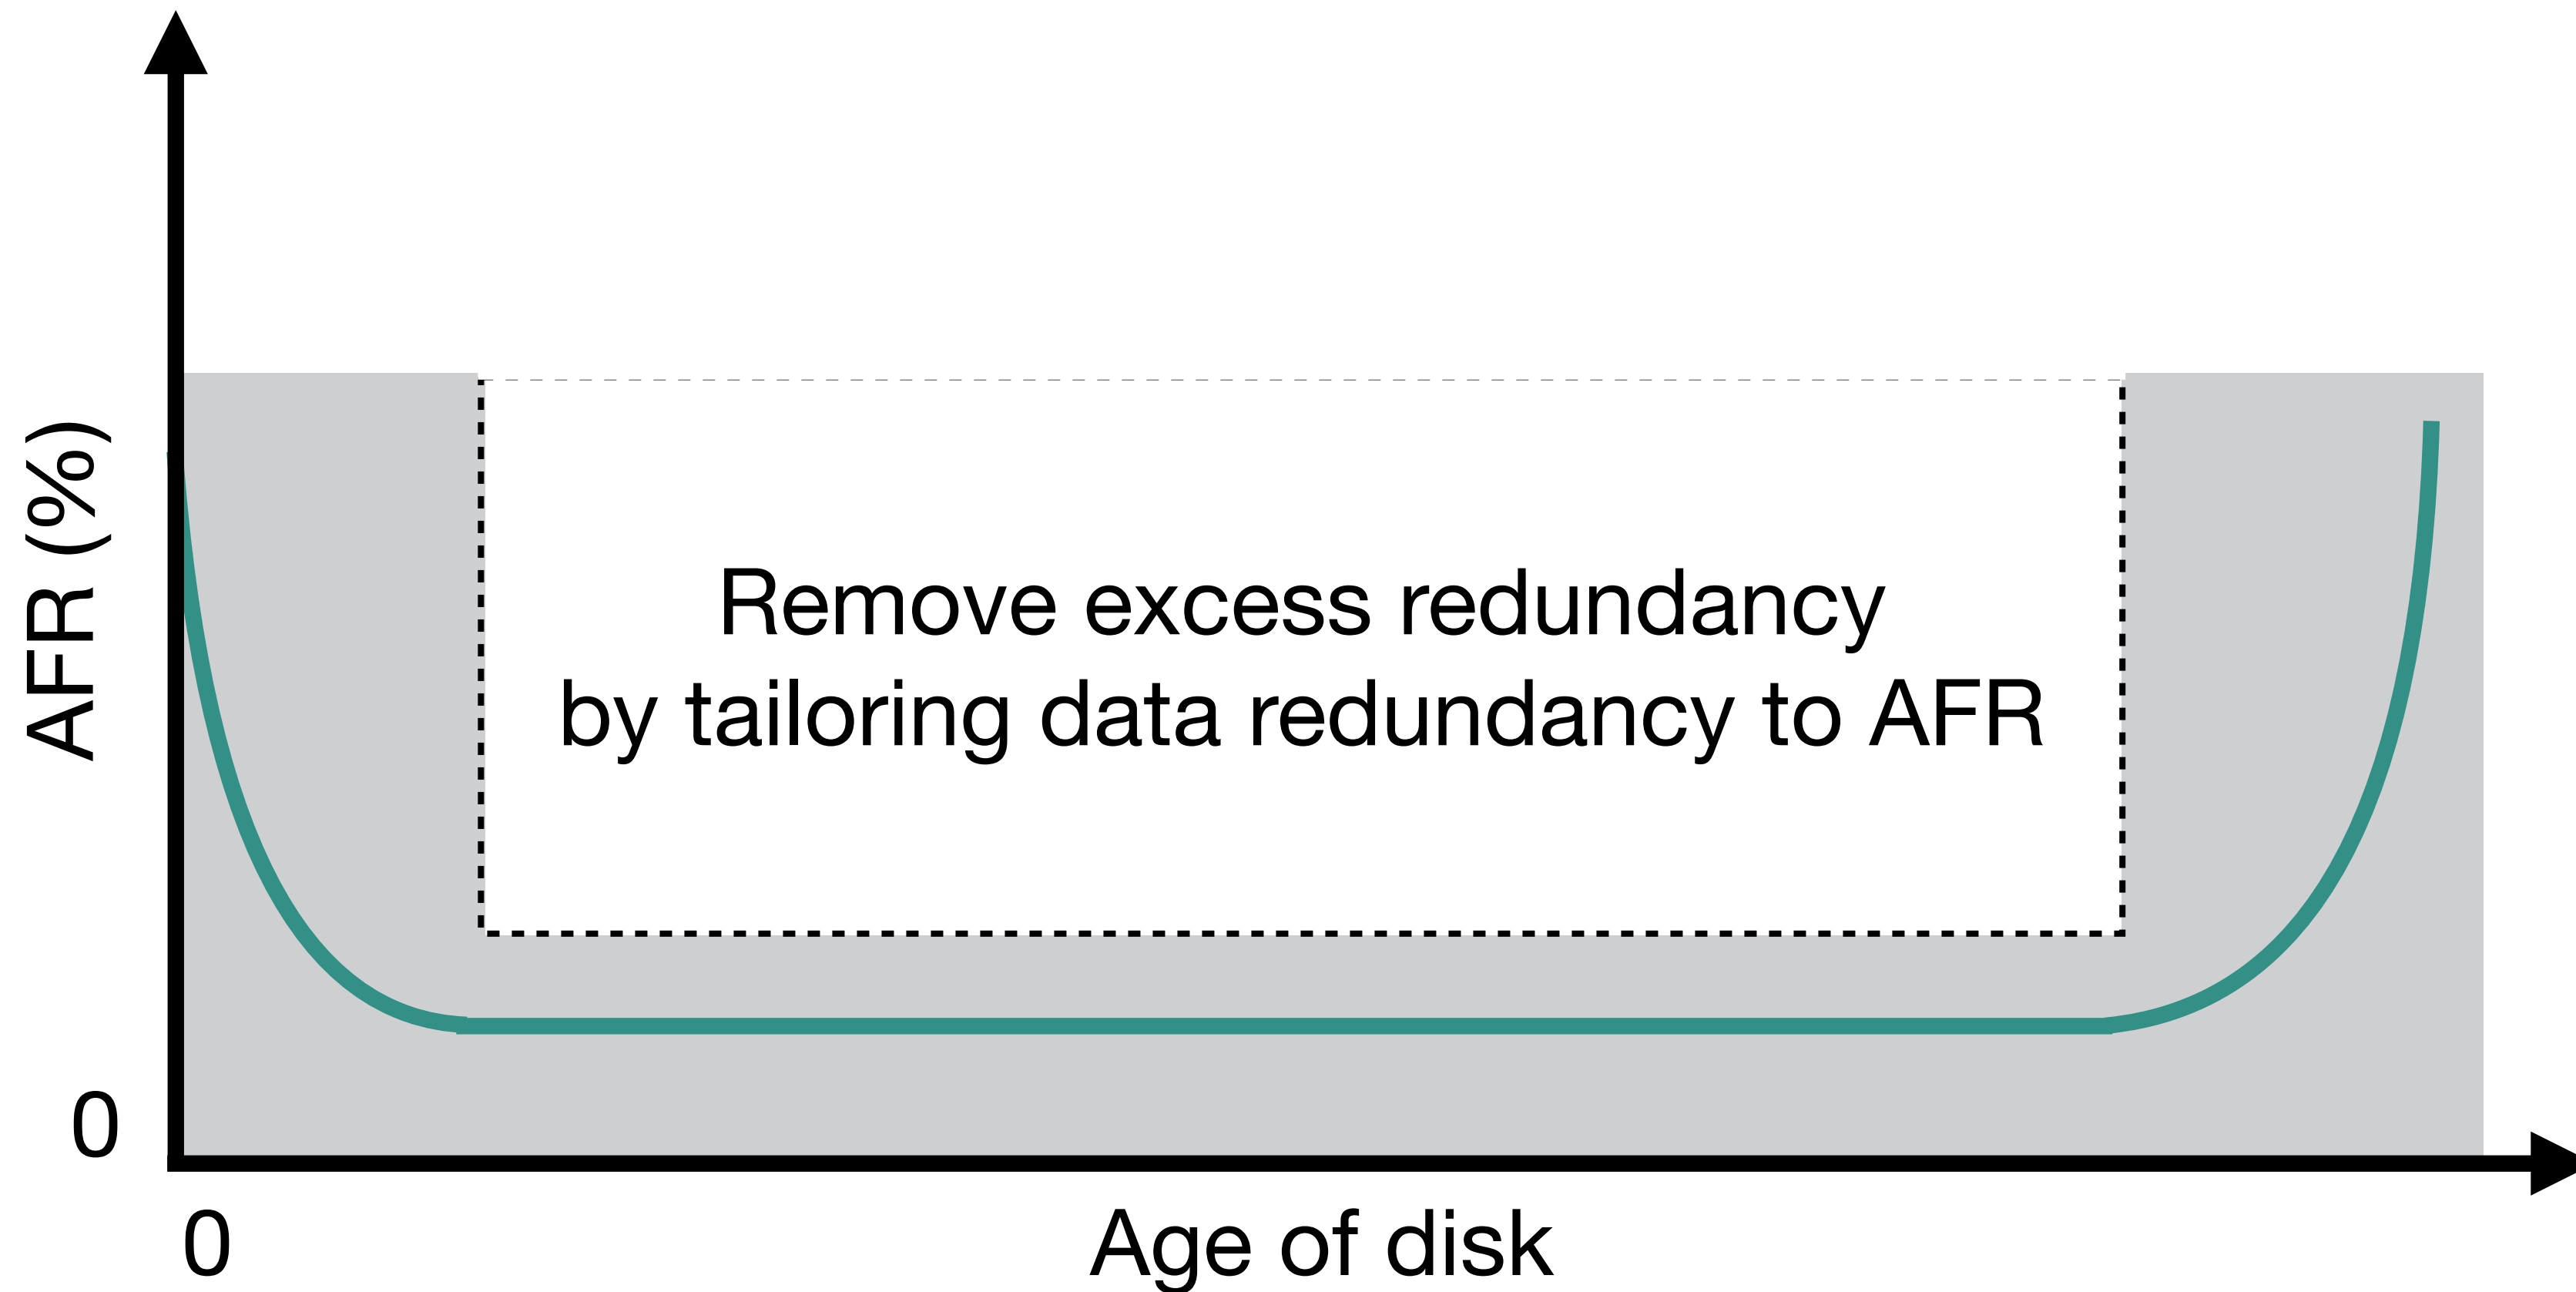 AFR (%)
Remove excess redundancy
by tailoring data redundancy to AFR
0
0
Age of disk